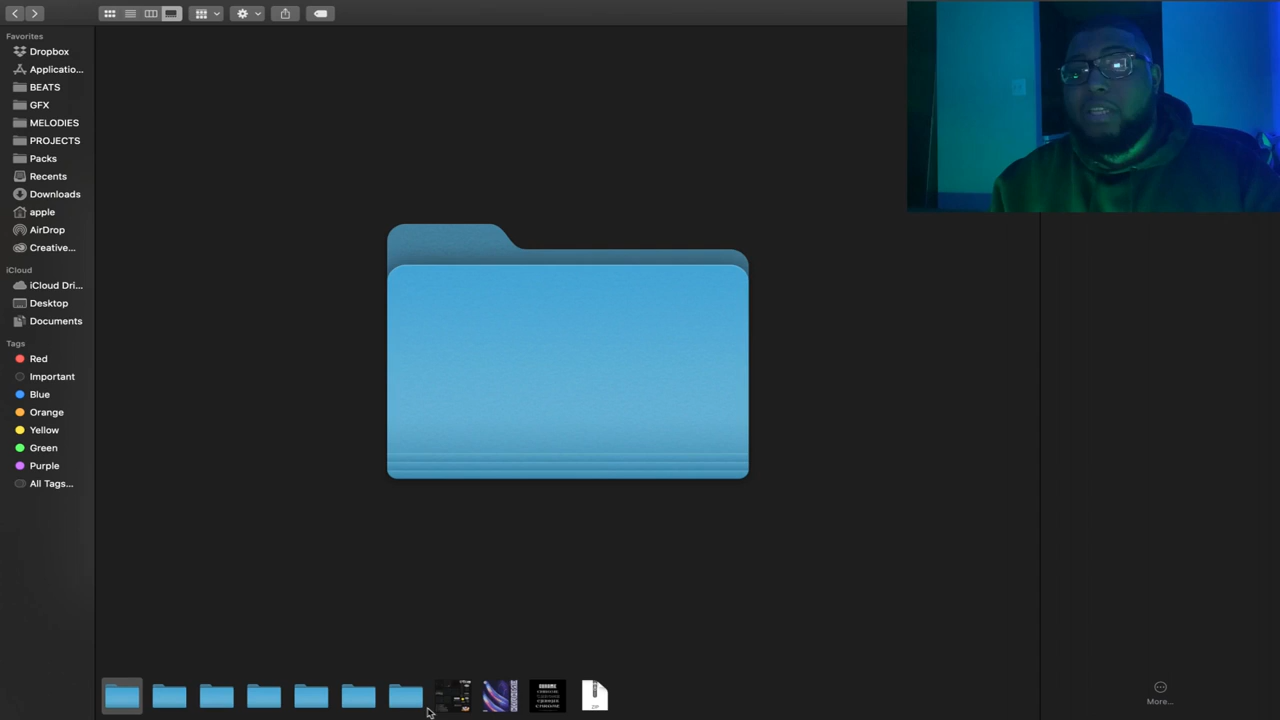 Favorites
Dropbox
Applicatio...
BEATS
GFX
MELODIES
PROJECTS
Packs
Recents
Downloads
apple
AirDrop
Creative...
iCloud
iCloud Dri...
Desktop
Documents
Tags
Red
Important
Blue
Orange
Yellow
Green
Purple
All Tags...
ZIP
More...